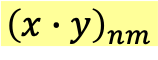 (x · y)ₙₘ